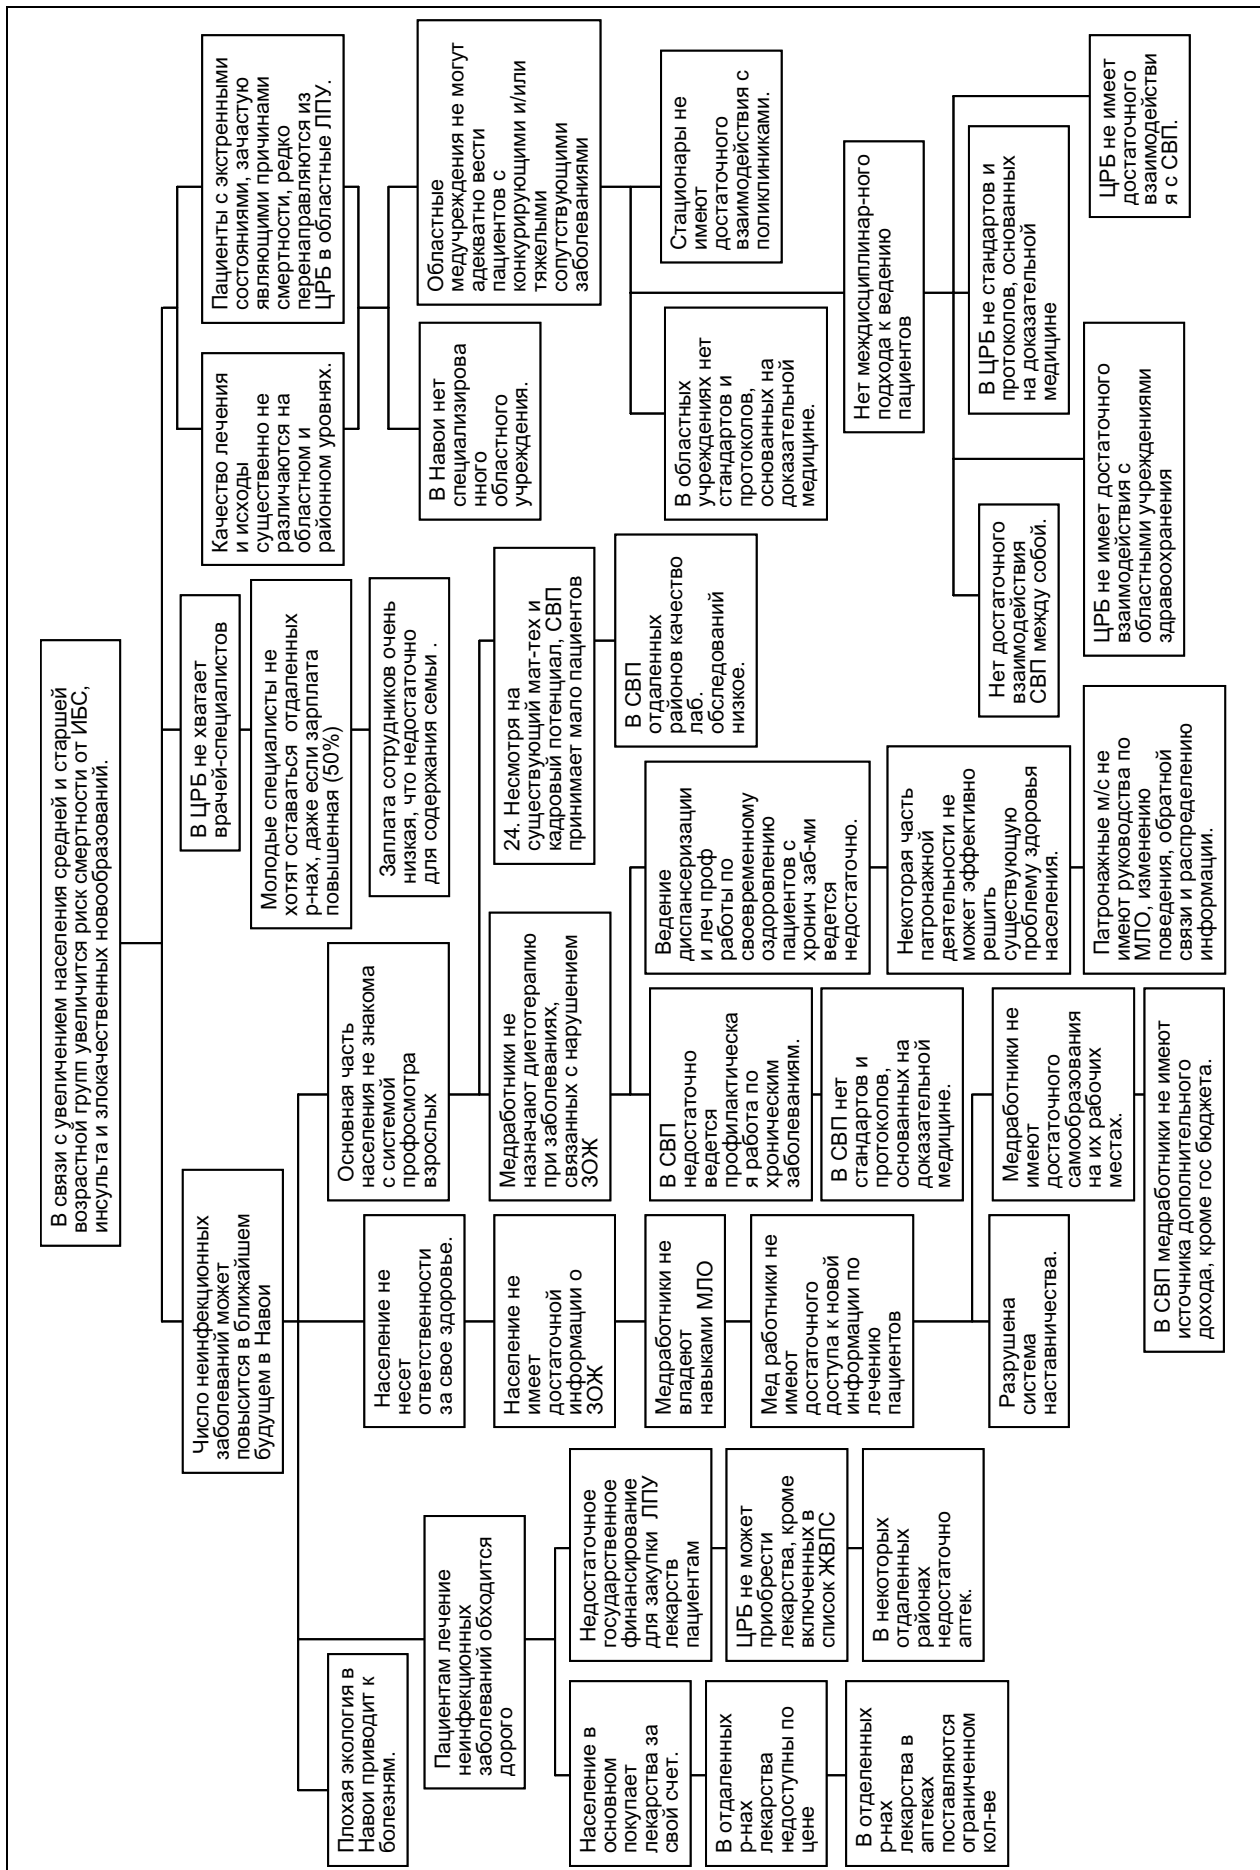 В связи с увеличением населения средней и старшей
возрастной групп увеличится риск смертности от ИБС,
инсульта и злокачественных новообразований.
Число неинфекционных
заболеваний может
повысится в ближайшем
будущем в Навои
В ЦРБ не хватает
врачей-специалистов
Качество лечения
и исходы
существенно не
различаются на
областном и
районном уровнях.
Пациенты с экстренными
состояниями, зачастую
являющими причинами
смертности, редко
перенаправляются из
ЦРБ в областные ЛПУ.
Молодые специалисты не
хотят оставаться отдаленных
р-нах, даже если зарплата
повышенная (50%)
Заплата сотрудников очень
низкая, что недостаточно
для содержания семьи .
В Навои нет
специализирова
нного
областного
учреждения.
Областные
медучреждения не могут
адекватно вести
пациентов с
конкурирующими и/или
тяжелыми
сопутствующими
заболеваниями
Плохая экология в
Навои приводит к
болезням.
Население не
несет
ответственности
за свое здоровье.
Основная часть
населения не знакома
с системой
профосмотра
взрослых
Пациентам лечение
неинфекционных
заболеваний обходится
дорого
Население не
имеет
достаточной
информации о
ЗОЖ
Медработники не
назначают диетотерапию
при заболеваниях,
связанных с нарушением
ЗОЖ
24. Несмотря на
существующий мат-тех и
кадровый потенциал, СВП
принимает мало пациентов
В СВП
отдаленных
районов качество
лаб.
обследований
низкое.
В областных
учреждениях нет
стандартов и
протоколов,
основанных на
доказательной
медицине.
Стационары не
имеют
достаточного
взаимодействия с
поликлиниками.
Население в
основном
покупает
лекарства за
свой счет.
Недостаточное
государственное
финансирование
для закупки ЛПУ
лекарств
пациентам
Медработники не
владеют
навыками МЛО
В СВП
недостаточно
ведется
профилактическа
я работа по
хроническим
заболеваниям.
Ведение
диспансеризации
и леч проф
работы по
своевременному
оздоровлению
пациентов с
хронич заб-ми
ведется
недостаточно.
Нет междисциплинар-ного
подхода к ведению
пациентов
В отдаленных
р-нах
лекарства
недоступны по
цене
ЦРБ не может
приобрести
лекарства, кроме
включенных в
список ЖВЛС
Мед работники не
имеют
достаточного
доступа к новой
информации по
лечению
пациентов
В СВП нет
стандартов и
протоколов,
основанных на
доказательной
медицине.
Некоторая часть
патронажной
деятельности не
может эффективно
решить
существующую
проблему здоровья
населения.
Нет достаточного
взаимодействия
СВП между собой.
В ЦРБ не стандартов и
протоколов, основанных
на доказательной
медицине
В отделенных
р-нах
лекарства в
аптеках
поставляются
ограниченном
кол-ве
В некоторых
отдаленных
районах
недостаточно
аптек.
Разрушена
система
наставничества.
Медработники не
имеют
достаточного
самообразования
на их рабочих
местах.
Патронажные м/с не
имеют руководства по
МЛО, изменению
поведения, обратной
связи и распределению
информации.
ЦРБ не имеет достаточного
взаимодействия с
областными учреждениями
здравоохранения
ЦРБ не имеет
достаточного
взаимодействи
я с СВП.
В СВП медработники не имеют
источника дополнительного
дохода, кроме гос бюджета.